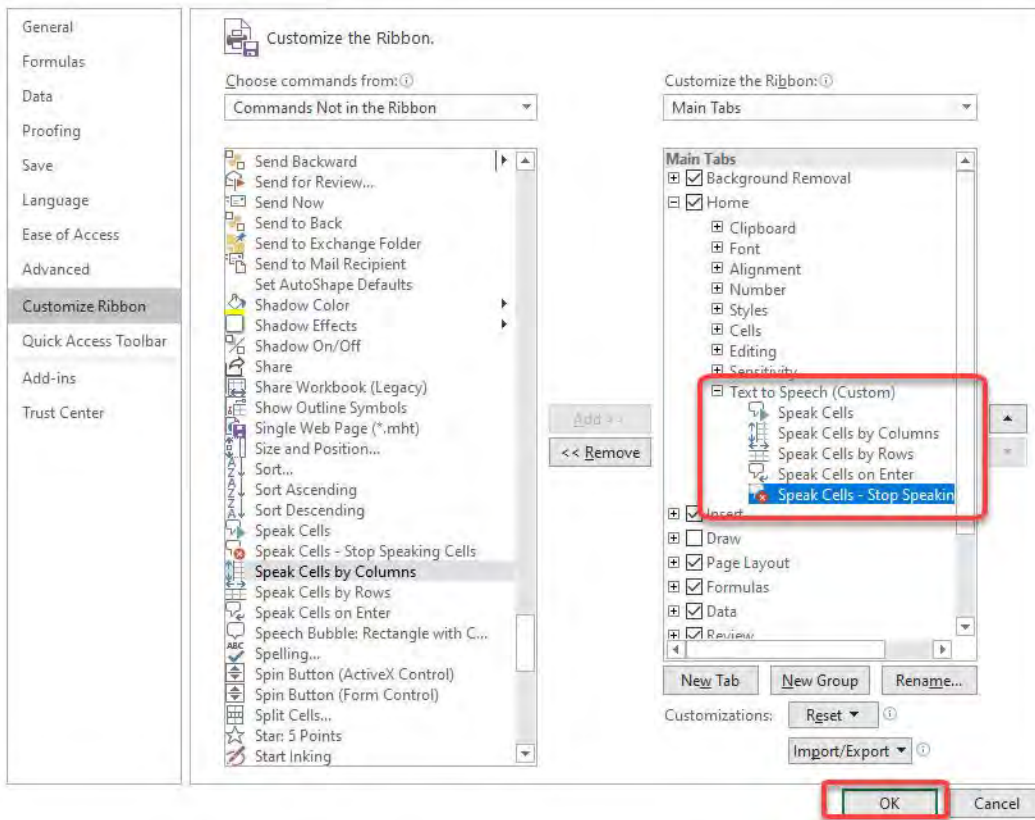 General
Formulas
Data
Proofing
Save
Language
Ease of Access
Advanced
Customize Ribbon
Quick Access Toolbar
Add-ins
Trust Center
Customize the Ribbon.
Choose commands from:
Commands Not in the Ribbon
Send Backward
Send for Review...
Send Now
Send to Back
Send to Exchange Folder
Send to Mail Recipient
Set AutoShape Defaults
Shadow Color
Shadow Effects
Shadow On/Off
Share
Share Workbook (Legacy)
Show Outline Symbols
Single Web Page (*.mht)
Size and Position...
Sort...
Sort Ascending
Sort Descending
Speak Cells
Speak Cells - Stop Speaking Cells
Speak Cells by Columns
Speak Cells by Rows
Speak Cells on Enter
Speech Bubble: Rectangle with C...
Spelling...
Spin Button (ActiveX Control)
Spin Button (Form Control)
Split Cells...
Star: 5 Points
Start Inking
Add >>
<< Remove
Customize the Ribbon:
Main Tabs
Main Tabs
Background Removal
Home
Clipboard
Font
Alignment
Number
Styles
Cells
Editing
Sensitivity
Text to Speech (Custom)
Speak Cells
Speak Cells by Columns
Speak Cells by Rows
Speak Cells on Enter
Speak Cells - Stop Speakin
Insert
Draw
Page Layout
Formulas
Data
Review
New Tab New Group Rename...
Customizations: Reset
Import/Export
OK Cancel